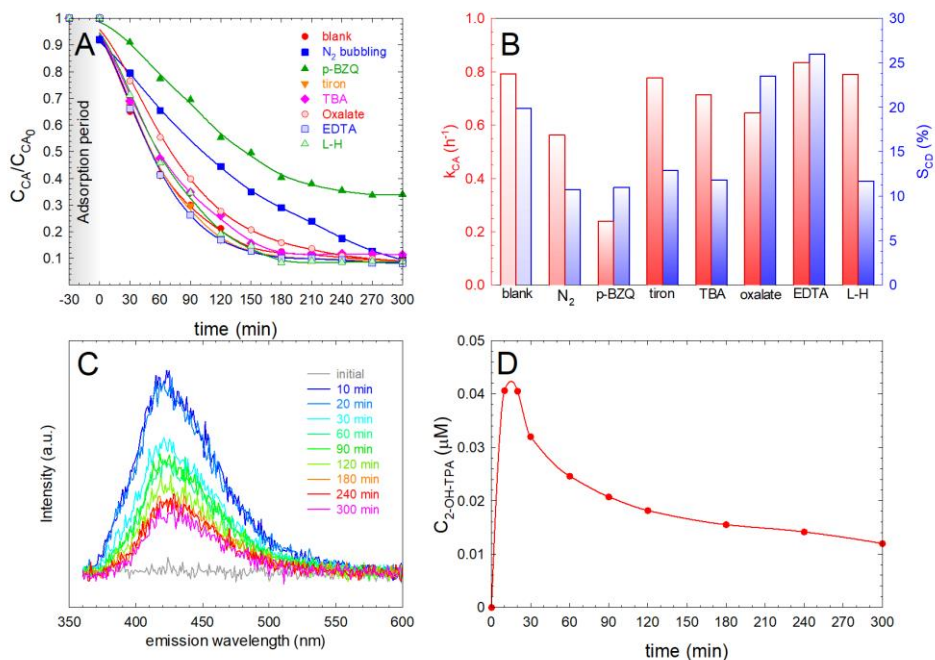 A
C_CA/C_CA₀
Adsorption period
1
0.9
0.8
0.7
0.6
0.5
0.4
0.3
0.2
0.1
blank
N₂ bubbling
p-BZQ
tiron
TBA
Oxalate
EDTA
L-H
-30 0 30 60 90 120 150 180 210 240 270 300
time (min)
B
k_CA (h⁻¹)
1.0
0.8
0.6
0.4
0.2
0.0
30
25
20
15
10
5
0
S_CD (%)
blank N₂ p-BZQ tiron TBA oxalate EDTA L-H
C
Intensity (a.u.)
initial
10 min
20 min
30 min
60 min
90 min
120 min
180 min
240 min
300 min
350 400 450 500 550 600
emission wavelength (nm)
D
C_2-OH-TPA (μM)
0.05
0.04
0.03
0.02
0.01
0
0 30 60 90 120 150 180 210 240 270 300
time (min)